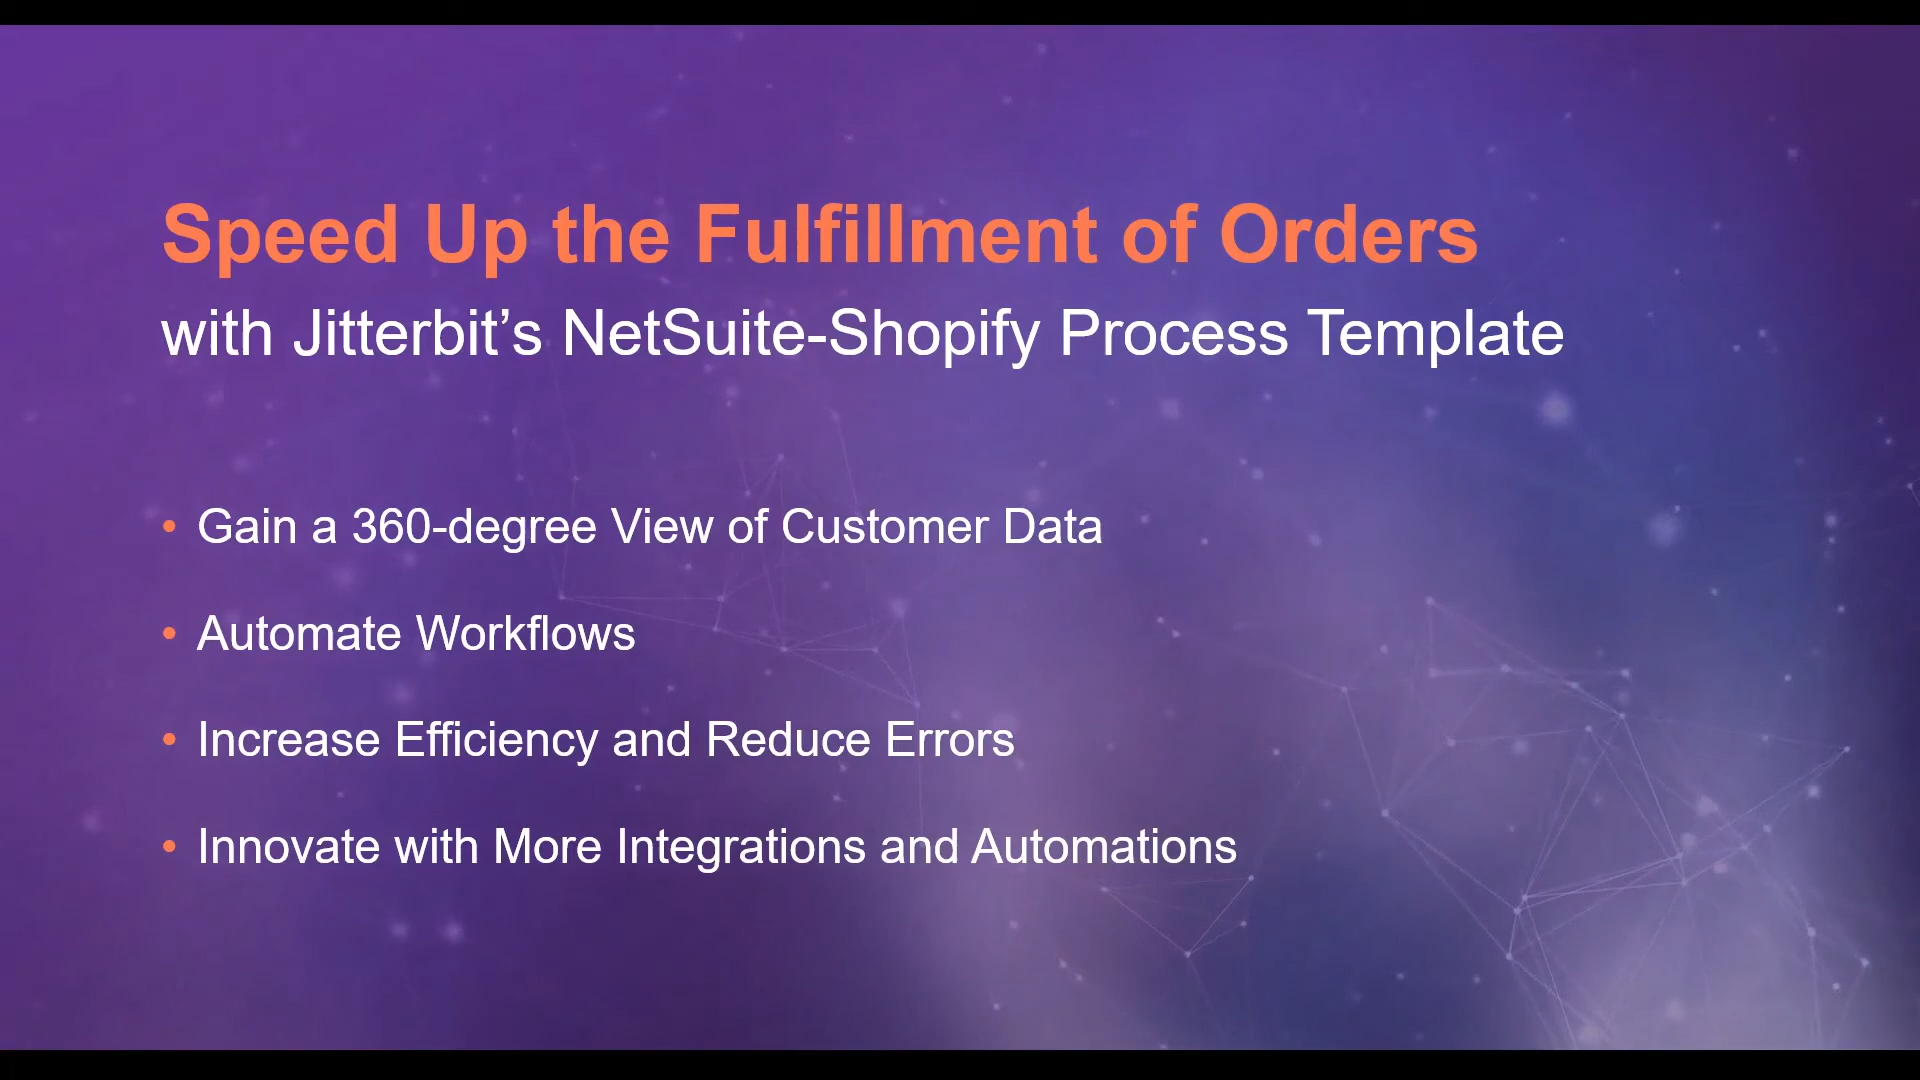 Speed Up the Fulfillment of Orders
with Jitterbit’s NetSuite-Shopify Process Template
• Gain a 360-degree View of Customer Data
• Automate Workflows
• Increase Efficiency and Reduce Errors
• Innovate with More Integrations and Automations